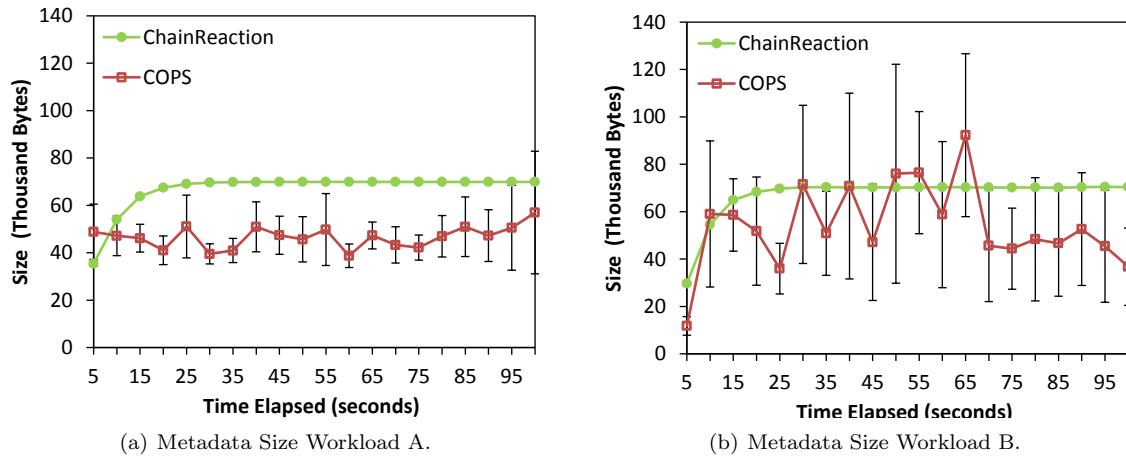 140
120
100
80
60
40
20
0
Size (Thousand Bytes)
ChainReaction
COPS
5 15 25 35 45 55 65 75 85 95
Time Elapsed (seconds)
(a) Metadata Size Workload A.
140
120
100
80
60
40
20
0
Size (Thousand Bytes)
ChainReaction
COPS
5 15 25 35 45 55 65 75 85 95
Time Elapsed (seconds)
(b) Metadata Size Workload B.